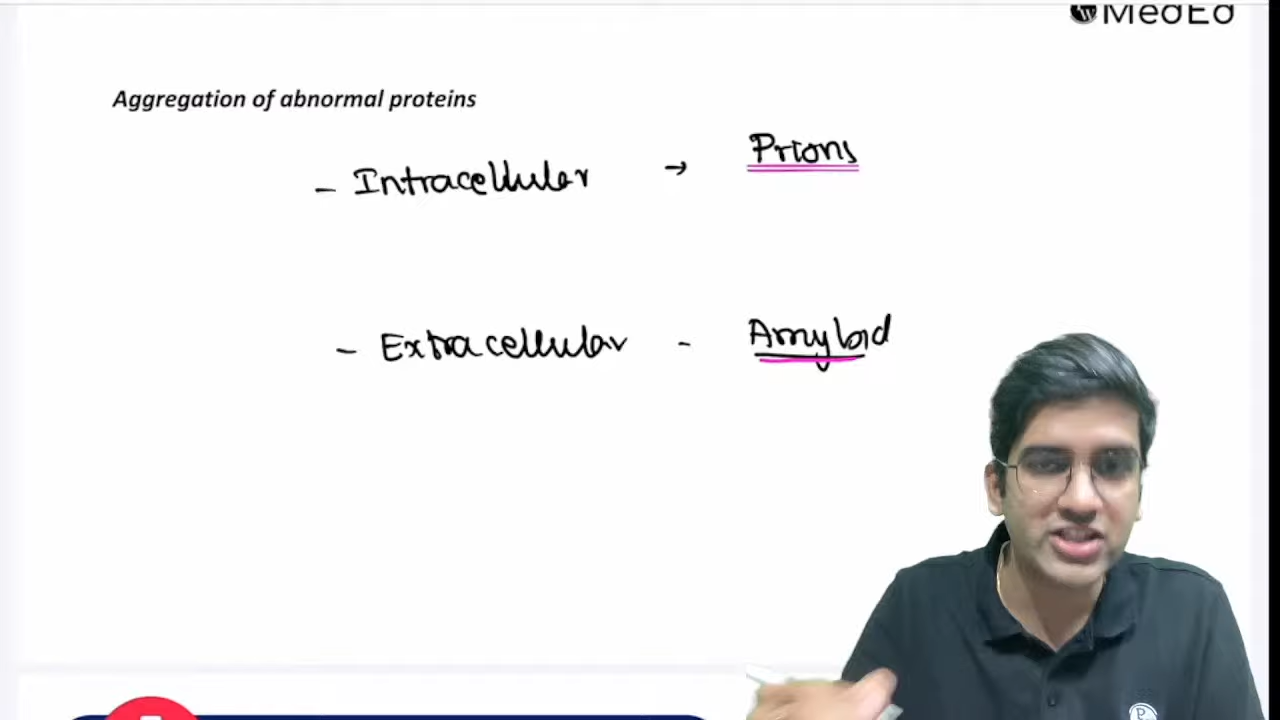 MedEd
Aggregation of abnormal proteins
- Intracellular → Prions
- Extracellular - Amyloid